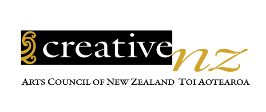 creative nz
ARTS COUNCIL OF NEW ZEALAND TOI AOTEAROA